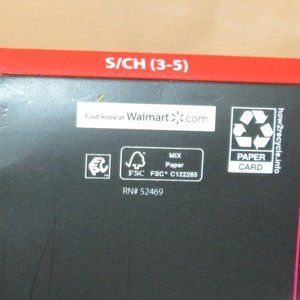 S/CH (3-5)
Find more at Walmart.com
how2recycle.info
PAPER
CARD
FSC
MIX
Paper
FSC® C122265
RN# 52469